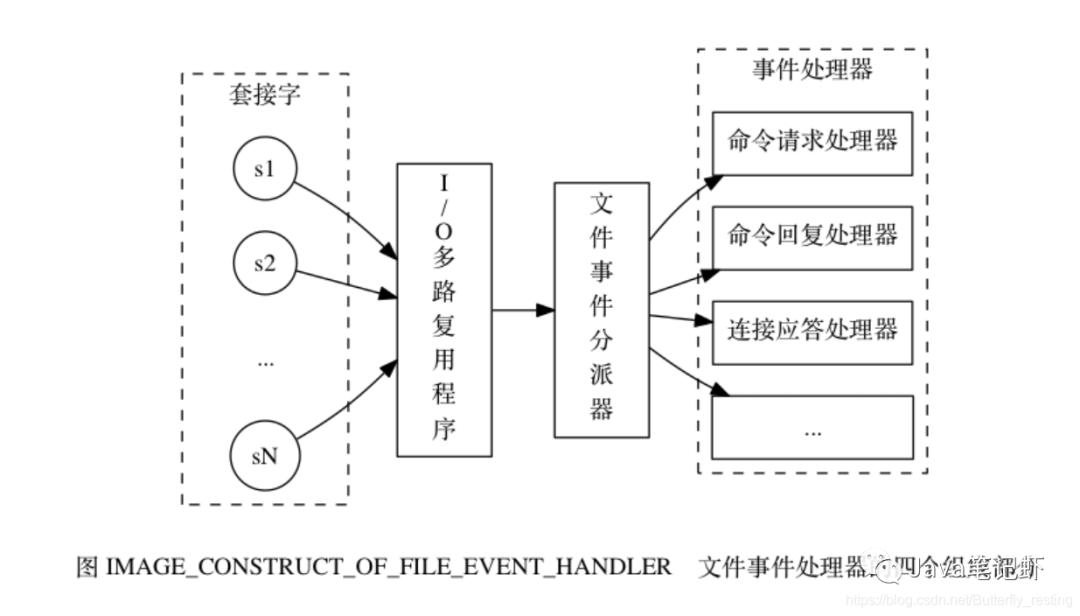 套接字
s1
s2
...
sN
I/O多路复用程序
文件事件分派器
事件处理器
命令请求处理器
命令回复处理器
连接应答处理器
...
图 IMAGE_CONSTRUCT_OF_FILE_EVENT_HANDLER 文件事件处理器 四个组
Java笔记虾
https://blog.csdn.net/Butterfly_resting